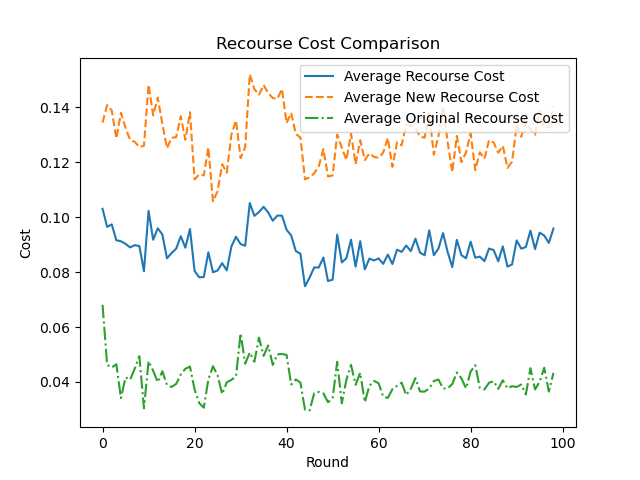 Recourse Cost Comparison
Average Recourse Cost
Average New Recourse Cost
Average Original Recourse Cost
Cost
0.14
0.12
0.10
0.08
0.06
0.04
0
20
40
60
80
100
Round